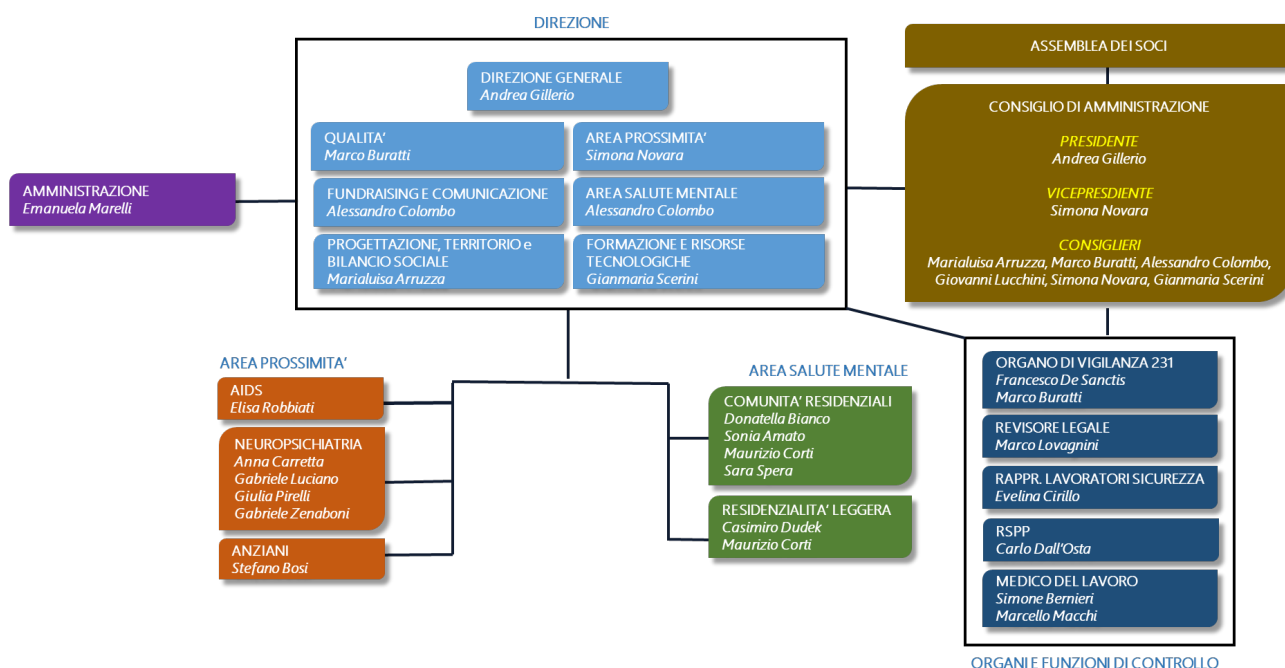 DIREZIONE
DIREZIONE GENERALE
Andrea Gillerio
QUALITA'
Marco Buratti
AREA PROSSIMITA'
Simona Novara
FUNDRAISING E COMUNICAZIONE
Alessandro Colombo
AREA SALUTE MENTALE
Alessandro Colombo
PROGETTAZIONE, TERRITORIO e
BILANCIO SOCIALE
Marialuisa Arruzza
FORMAZIONE E RISORSE
TECNOLOGICHE
Gianmaria Scerini
AMMINISTRAZIONE
Emanuela Marelli
ASSEMBLEA DEI SOCI
CONSIGLIO DI AMMINISTRAZIONE
PRESIDENTE
Andrea Gillerio
VICEPRESDIENTE
Simona Novara
CONSIGLIERI
Marialuisa Arruzza, Marco Buratti, Alessandro Colombo,
Giovanni Lucchini, Simona Novara, Gianmaria Scerini
AREA PROSSIMITA'
AIDS
Elisa Robbiati
NEUROPSICHIATRIA
Anna Carretta
Gabriele Luciano
Giulia Pirelli
Gabriele Zenaboni
ANZIANI
Stefano Bosi
AREA SALUTE MENTALE
COMUNITA' RESIDENZIALI
Donatella Bianco
Sonia Amato
Maurizio Corti
Sara Spera
RESIDENZIALITA' LEGGERA
Casimiro Dudek
Maurizio Corti
ORGANO DI VIGILANZA 231
Francesco De Sanctis
Marco Buratti
REVISORE LEGALE
Marco Lovagnini
RAPPR. LAVORATORI SICUREZZA
Evelina Cirillo
RSPP
Carlo Dall'Osta
MEDICO DEL LAVORO
Simone Bernieri
Marcello Macchi
ORGANI E FUNZIONI DI CONTROLLO